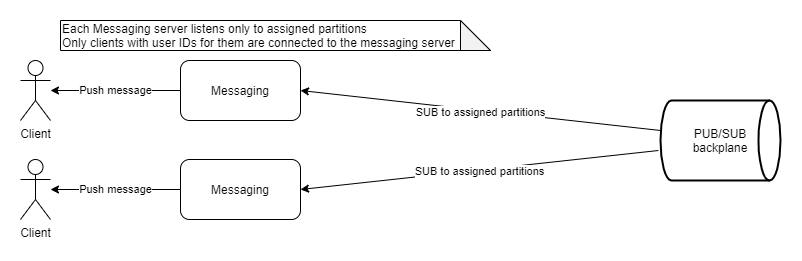 Each Messaging server listens only to assigned partitions
Only clients with user IDs for them are connected to the messaging server
Push message
Messaging
SUB to assigned partitions
Client
PUB/SUB
backplane
Push message
Messaging
SUB to assigned partitions
Client